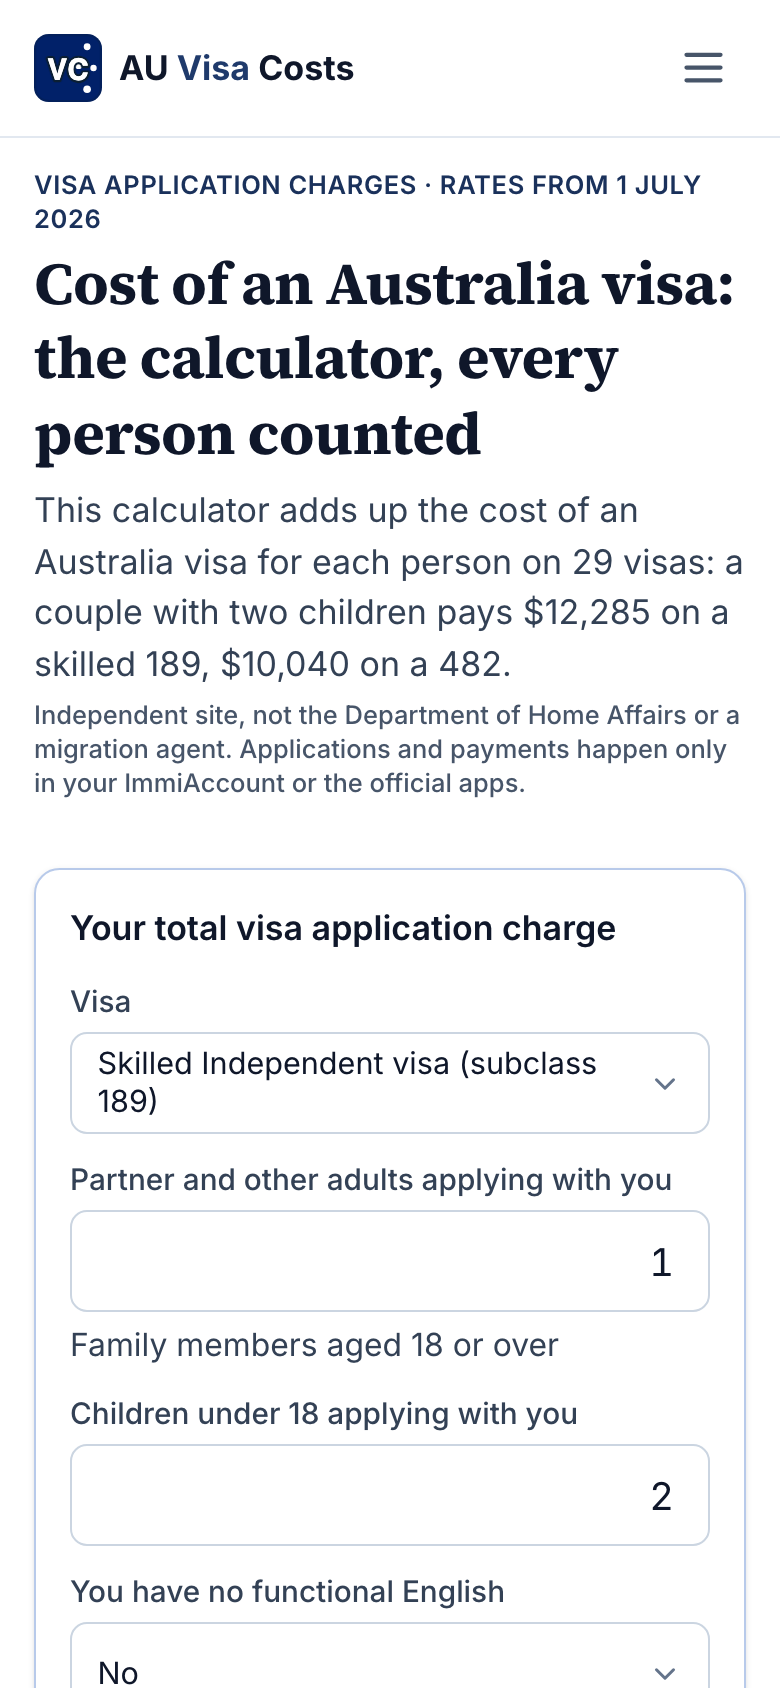 VC
AU Visa Costs
VISA APPLICATION CHARGES · RATES FROM 1 JULY
2026
Cost of an Australia visa:
the calculator, every
person counted
This calculator adds up the cost of an
Australia visa for each person on 29 visas: a
couple with two children pays $12,285 on a
skilled 189, $10,040 on a 482.
Independent site, not the Department of Home Affairs or a
migration agent. Applications and payments happen only
in your ImmiAccount or the official apps.
Your total visa application charge
Visa
Skilled Independent visa (subclass
189)
Partner and other adults applying with you
1
Family members aged 18 or over
Children under 18 applying with you
2
You have no functional English
No